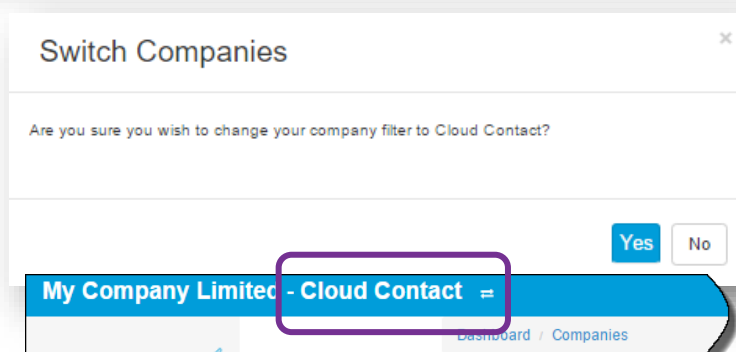 Switch Companies
×
Are you sure you wish to change your company filter to Cloud Contact?
Yes No
My Company Limited - Cloud Contact ⇄
Dashboard / Companies